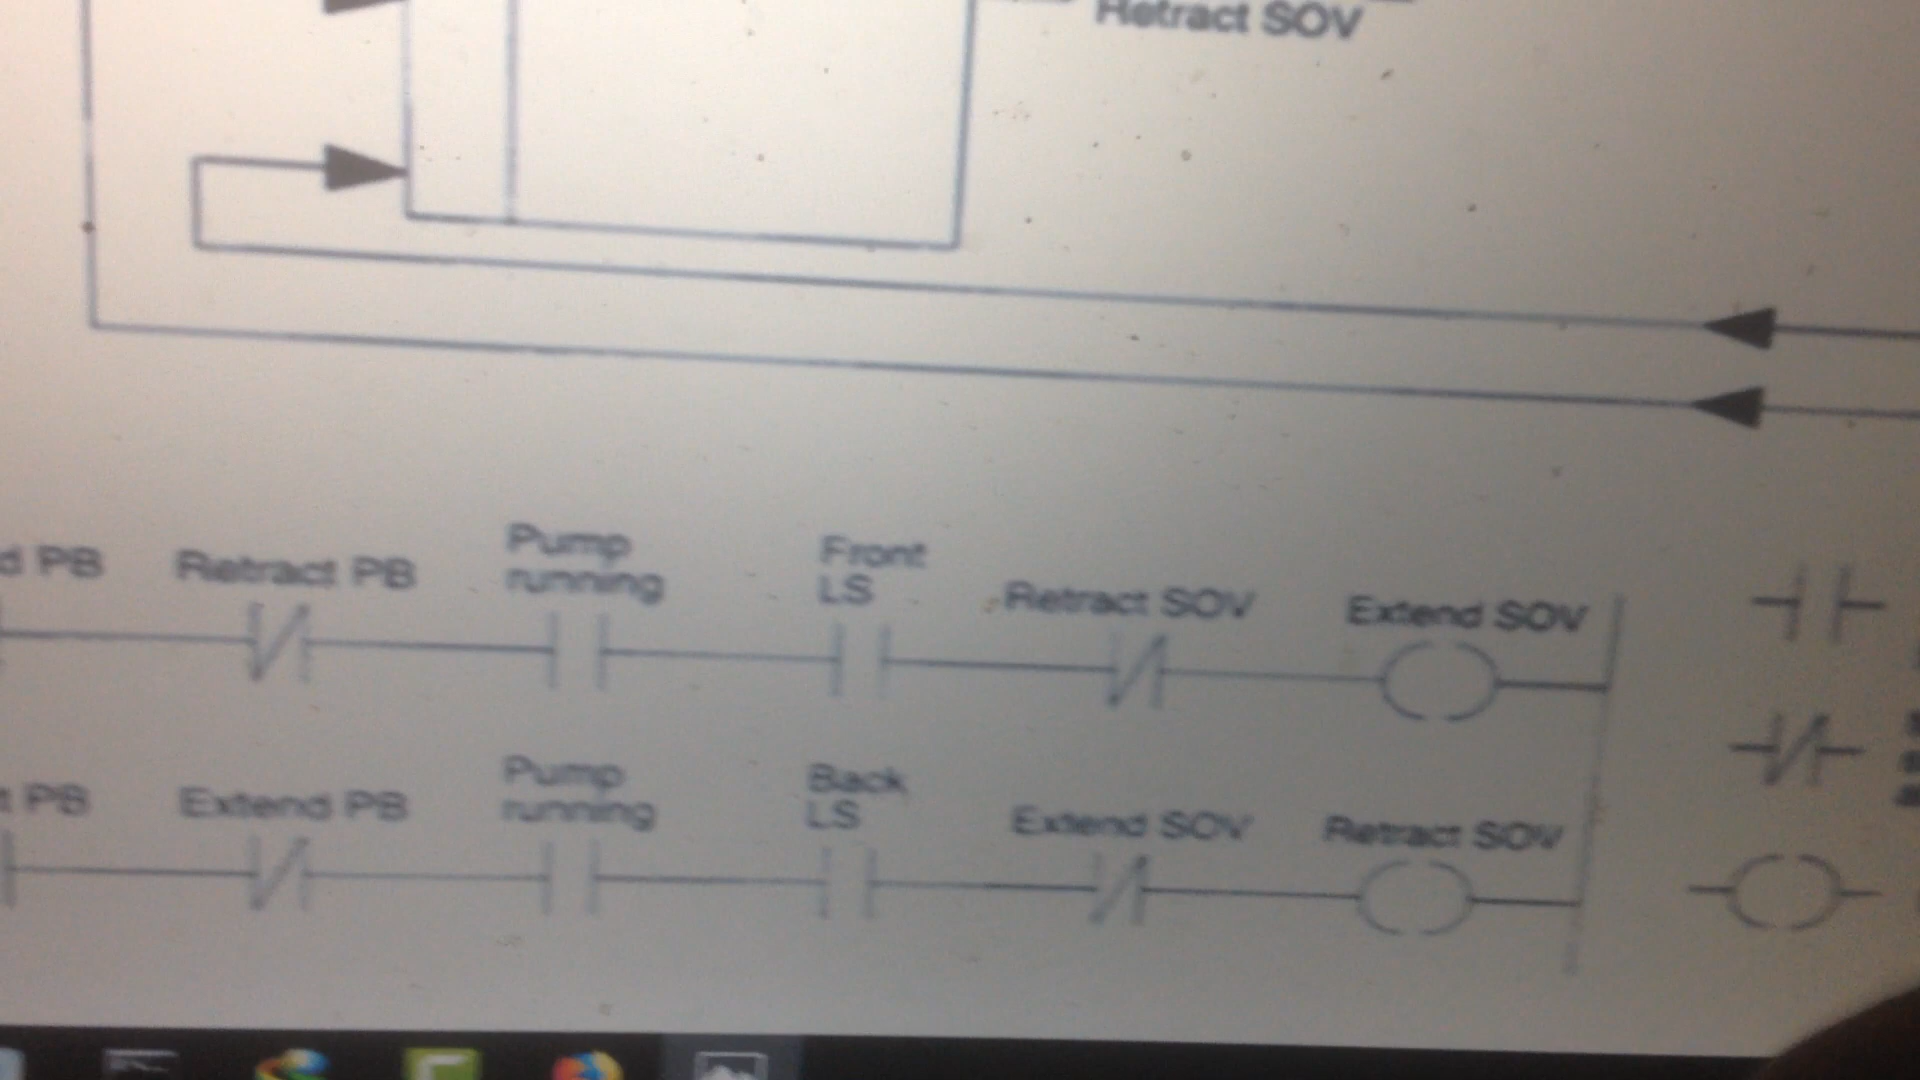 Retract SOV
d PB
Retract PB
Pump
running
Front
LS
Retract SOV
Extend SOV
t PB
Extend PB
Pump
running
Back
LS
Extend SOV
Retract SOV